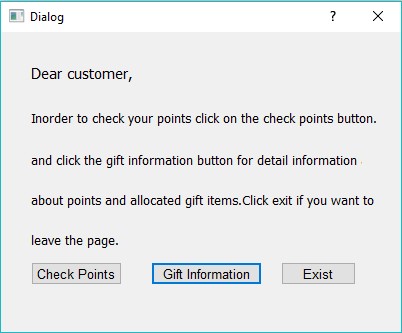 Dialog
?
Dear customer,
Inorder to check your points click on the check points button.
and click the gift information button for detail information
about points and allocated gift items.Click exit if you want to
leave the page.
Check Points Gift Information Exist